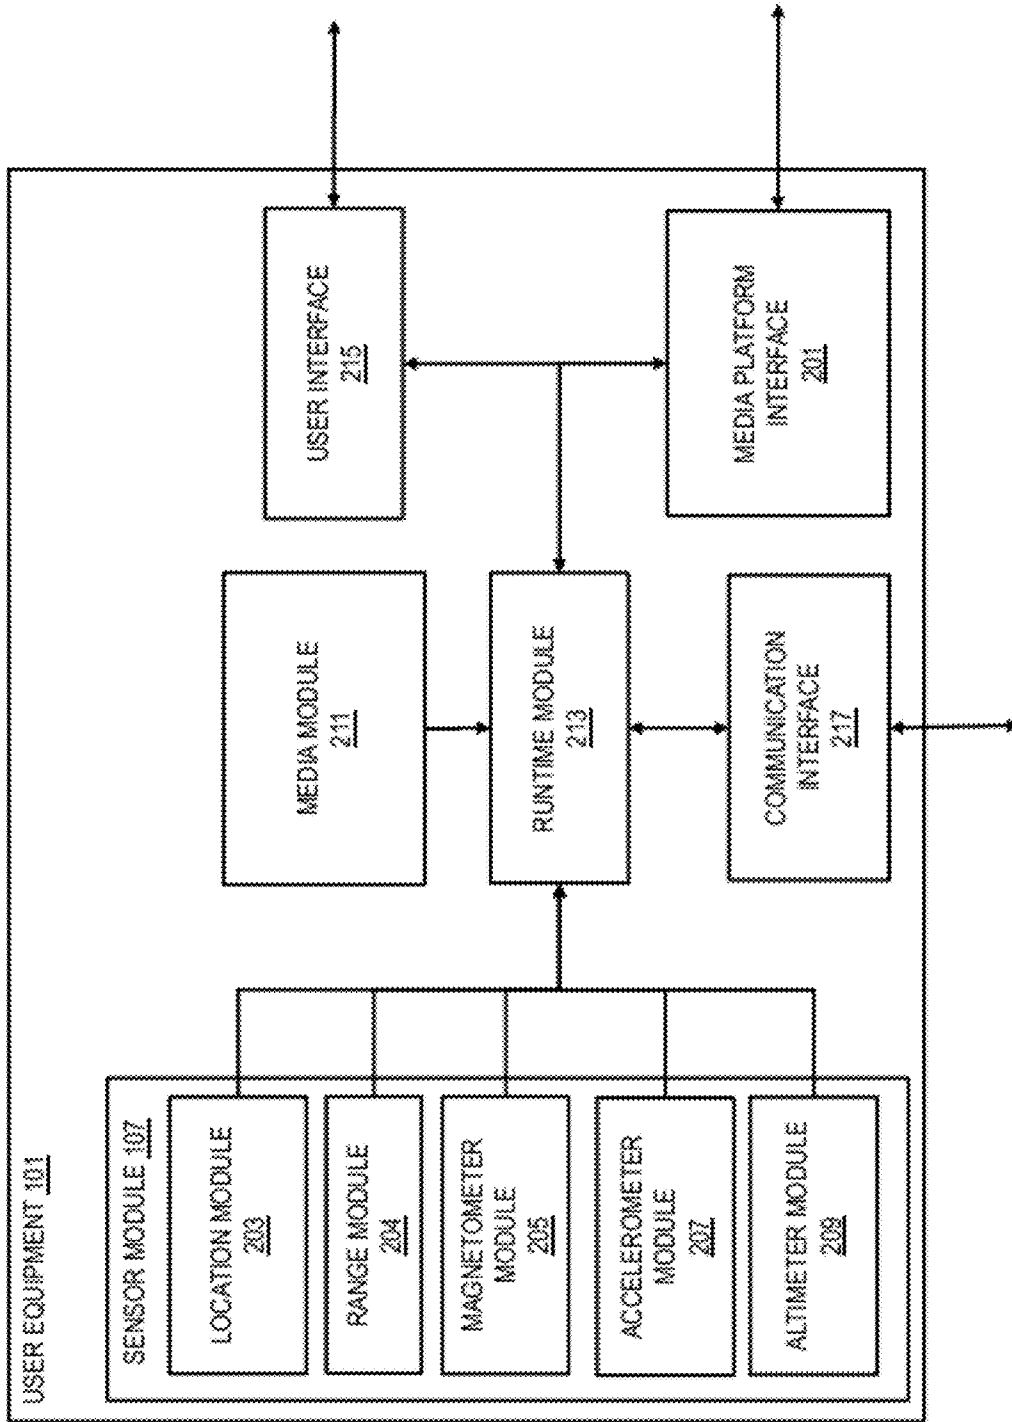 USER EQUIPMENT 101
SENSOR MODULE 107
LOCATION MODULE
203
RANGE MODULE
204
MAGNETOMETER
MODULE
205
ACCELEROMETER
MODULE
207
ALTIMETER MODULE
209
MEDIA MODULE
211
RUNTIME MODULE
213
COMMUNICATION
INTERFACE
217
USER INTERFACE
215
MEDIA PLATFORM
INTERFACE
201